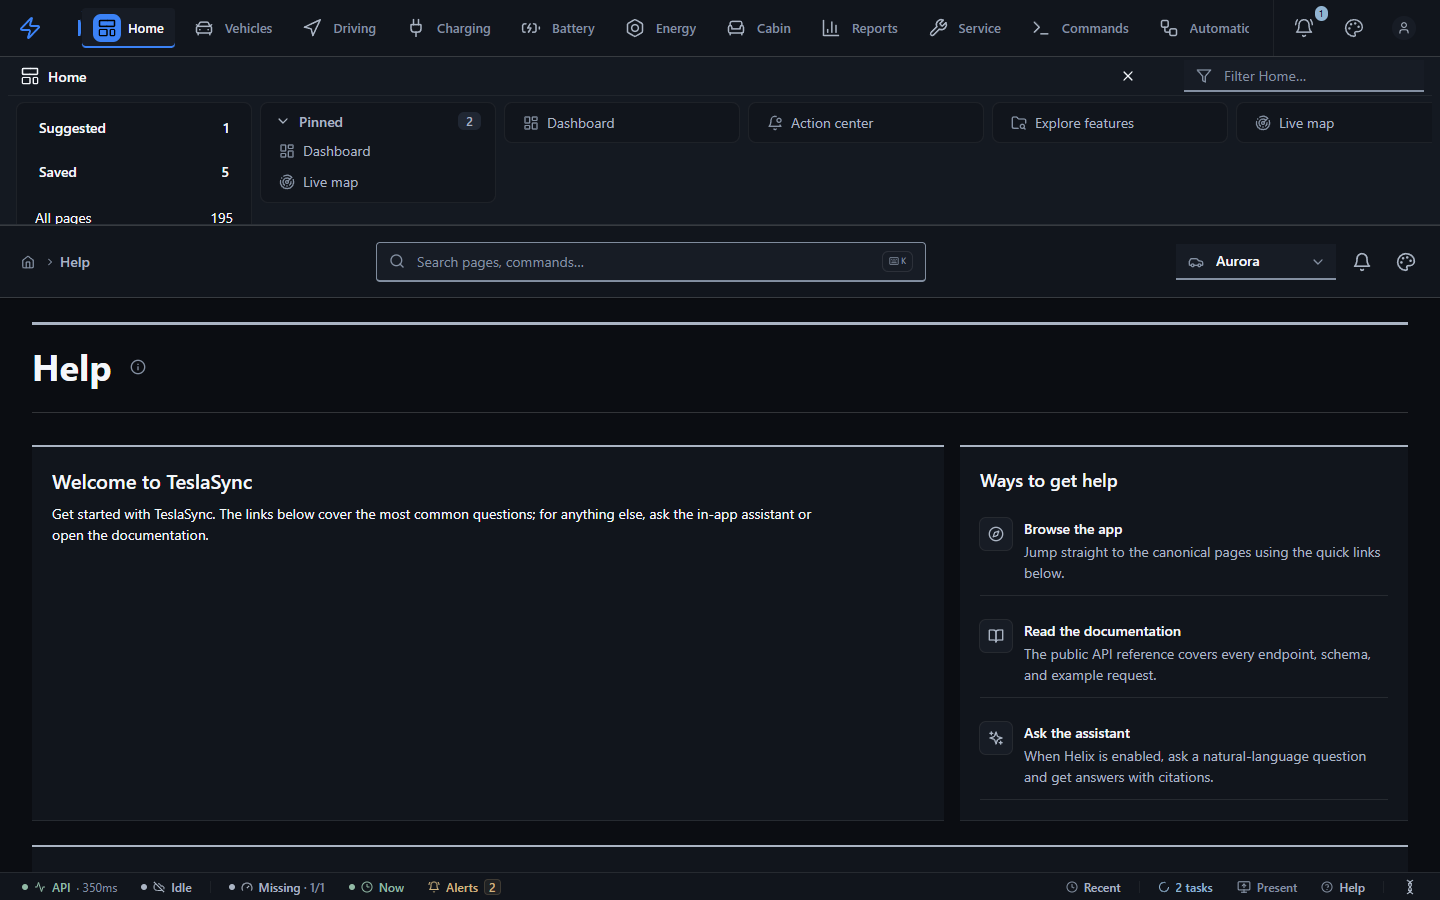 Home
Vehicles
Driving
Charging
Battery
Energy
Cabin
Reports
Service
Commands
Automatic
1
Home
Filter Home...
Suggested 1
Saved 5
All pages 195
Pinned 2
Dashboard
Live map
Dashboard
Action center
Explore features
Live map
Help
Search pages, commands...
K
Aurora
Help
Welcome to TeslaSync
Get started with TeslaSync. The links below cover the most common questions; for anything else, ask the in-app assistant or
open the documentation.
Ways to get help
Browse the app
Jump straight to the canonical pages using the quick links
below.
Read the documentation
The public API reference covers every endpoint, schema,
and example request.
Ask the assistant
When Helix is enabled, ask a natural-language question
and get answers with citations.
API · 350ms
Idle
Missing · 1/1
Now
Alerts 2
Recent
2 tasks
Present
Help